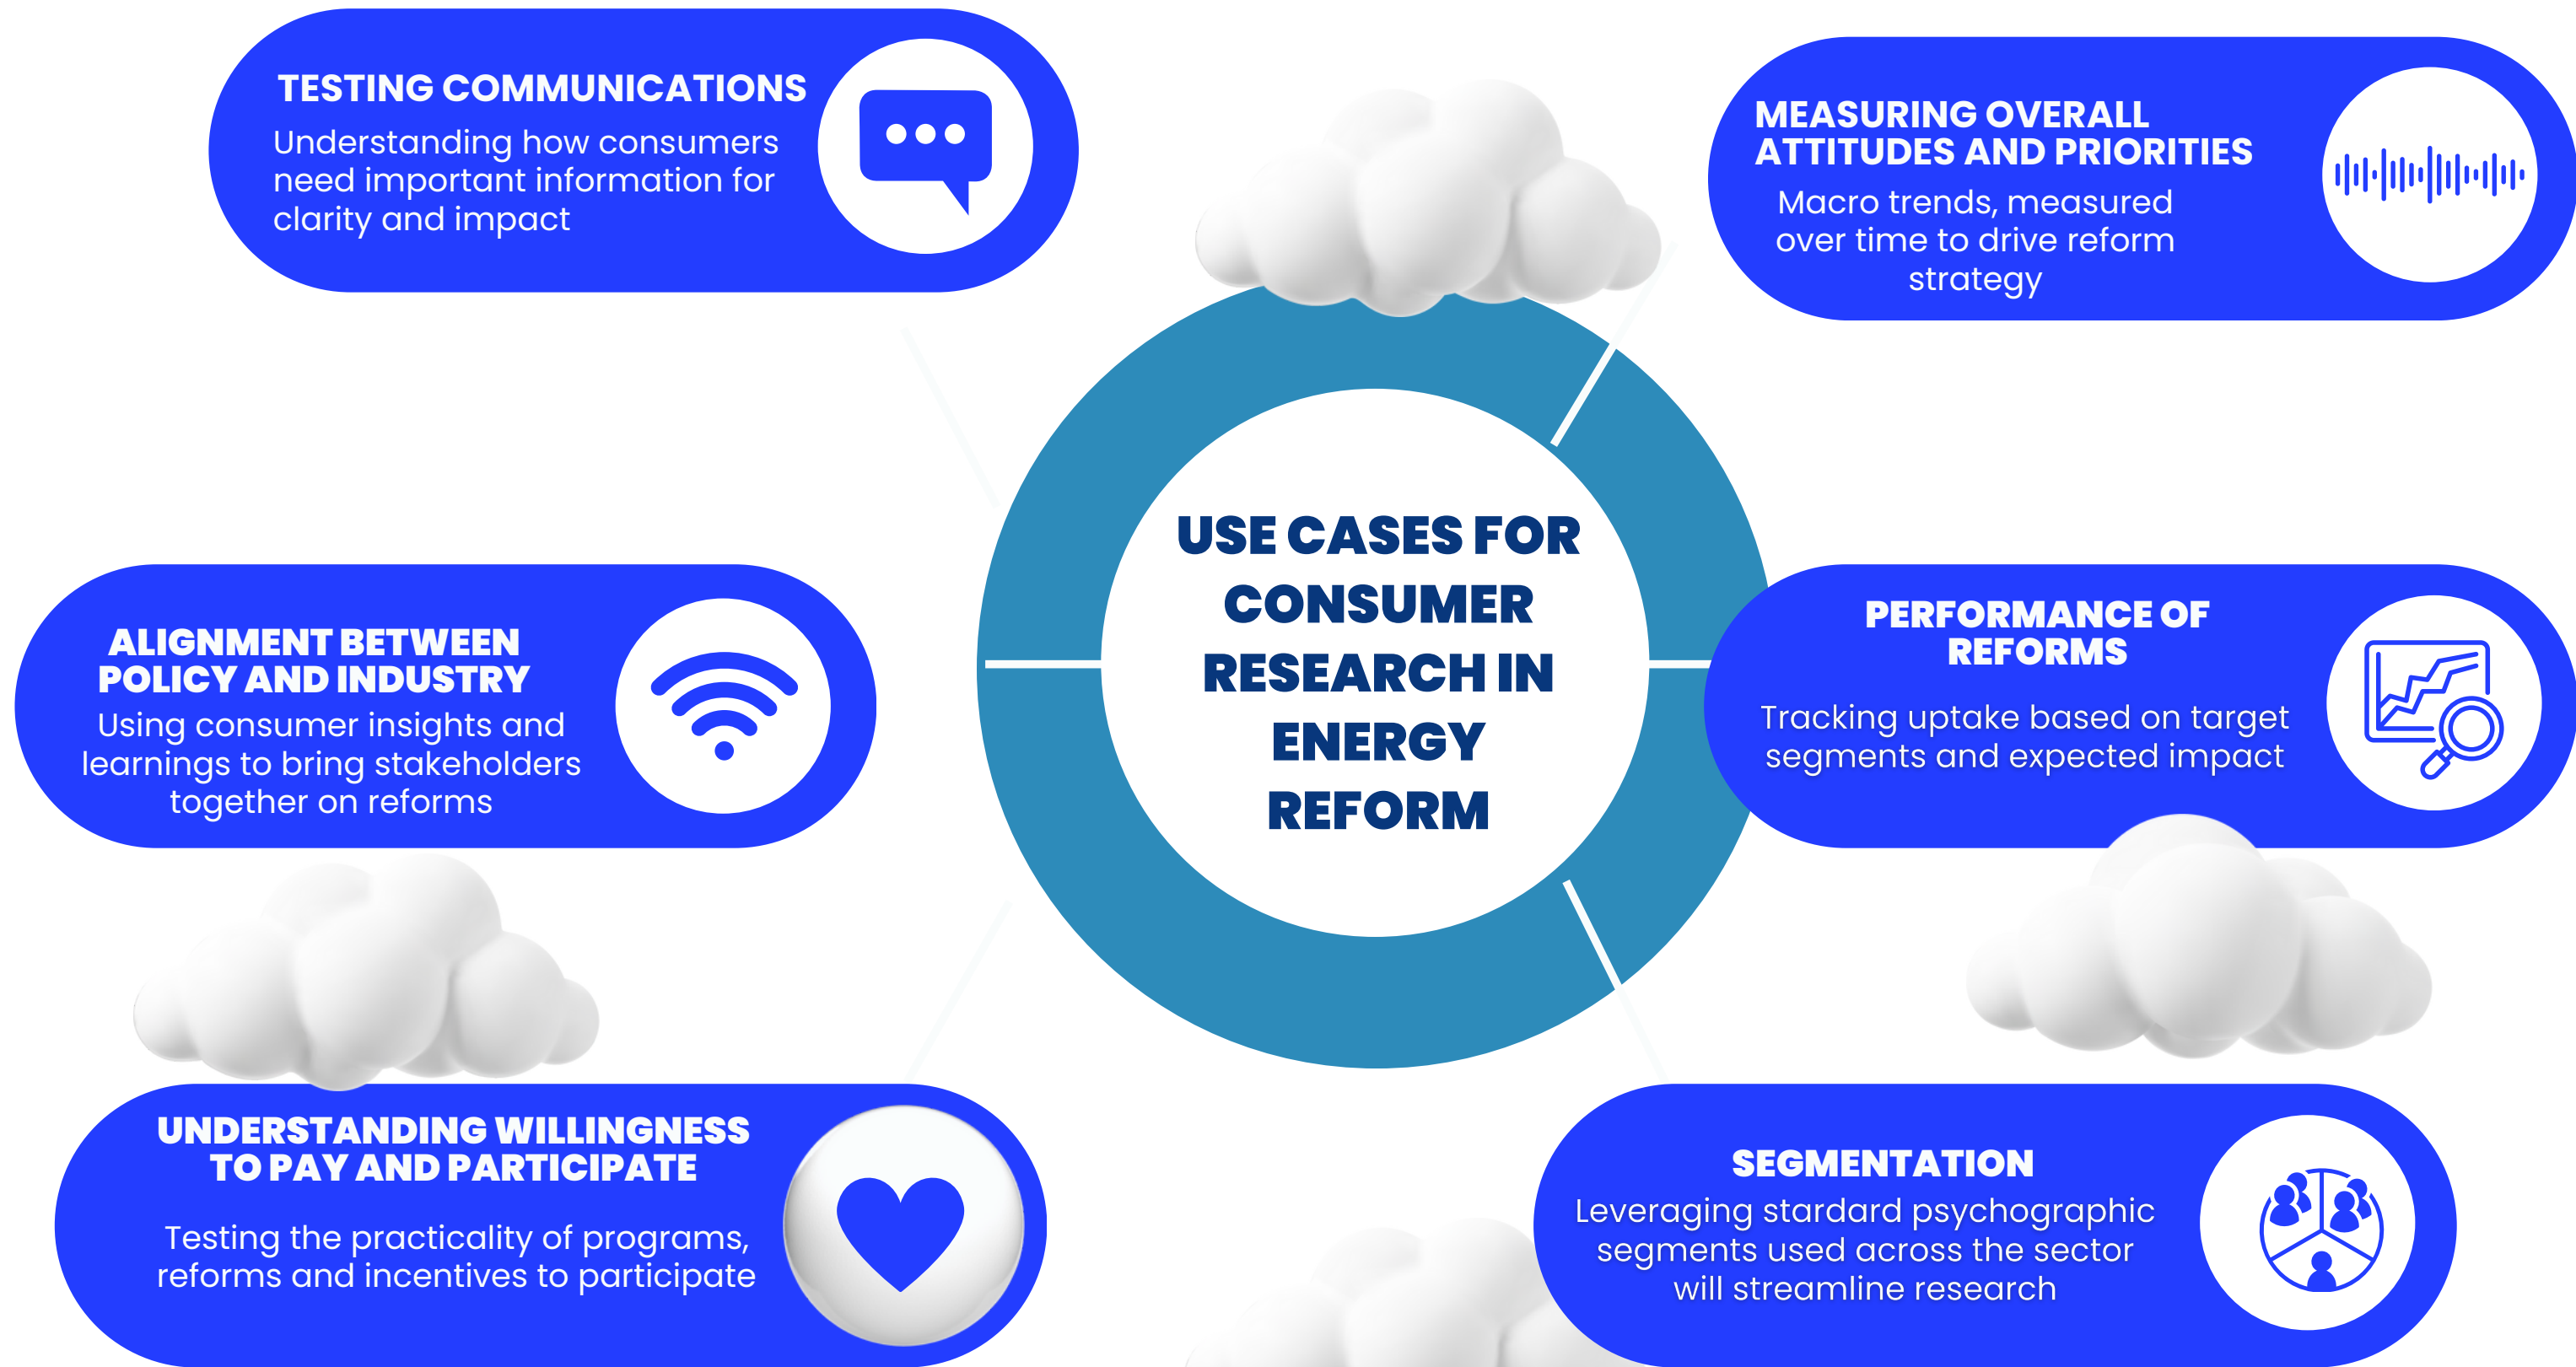 TESTING COMMUNICATIONS
Understanding how consumers
need important information for
clarity and impact
MEASURING OVERALL
ATTITUDES AND PRIORITIES
Macro trends, measured
over time to drive reform
strategy
USE CASES FOR
CONSUMER
RESEARCH IN
ENERGY
REFORM
ALIGNMENT BETWEEN
POLICY AND INDUSTRY
Using consumer insights and
learnings to bring stakeholders
together on reforms
PERFORMANCE OF
REFORMS
Tracking uptake based on target
segments and expected impact
UNDERSTANDING WILLINGNESS
TO PAY AND PARTICIPATE
Testing the practicality of programs,
reforms and incentives to participate
SEGMENTATION
Leveraging stardard psychographic
segments used across the sector
will streamline research